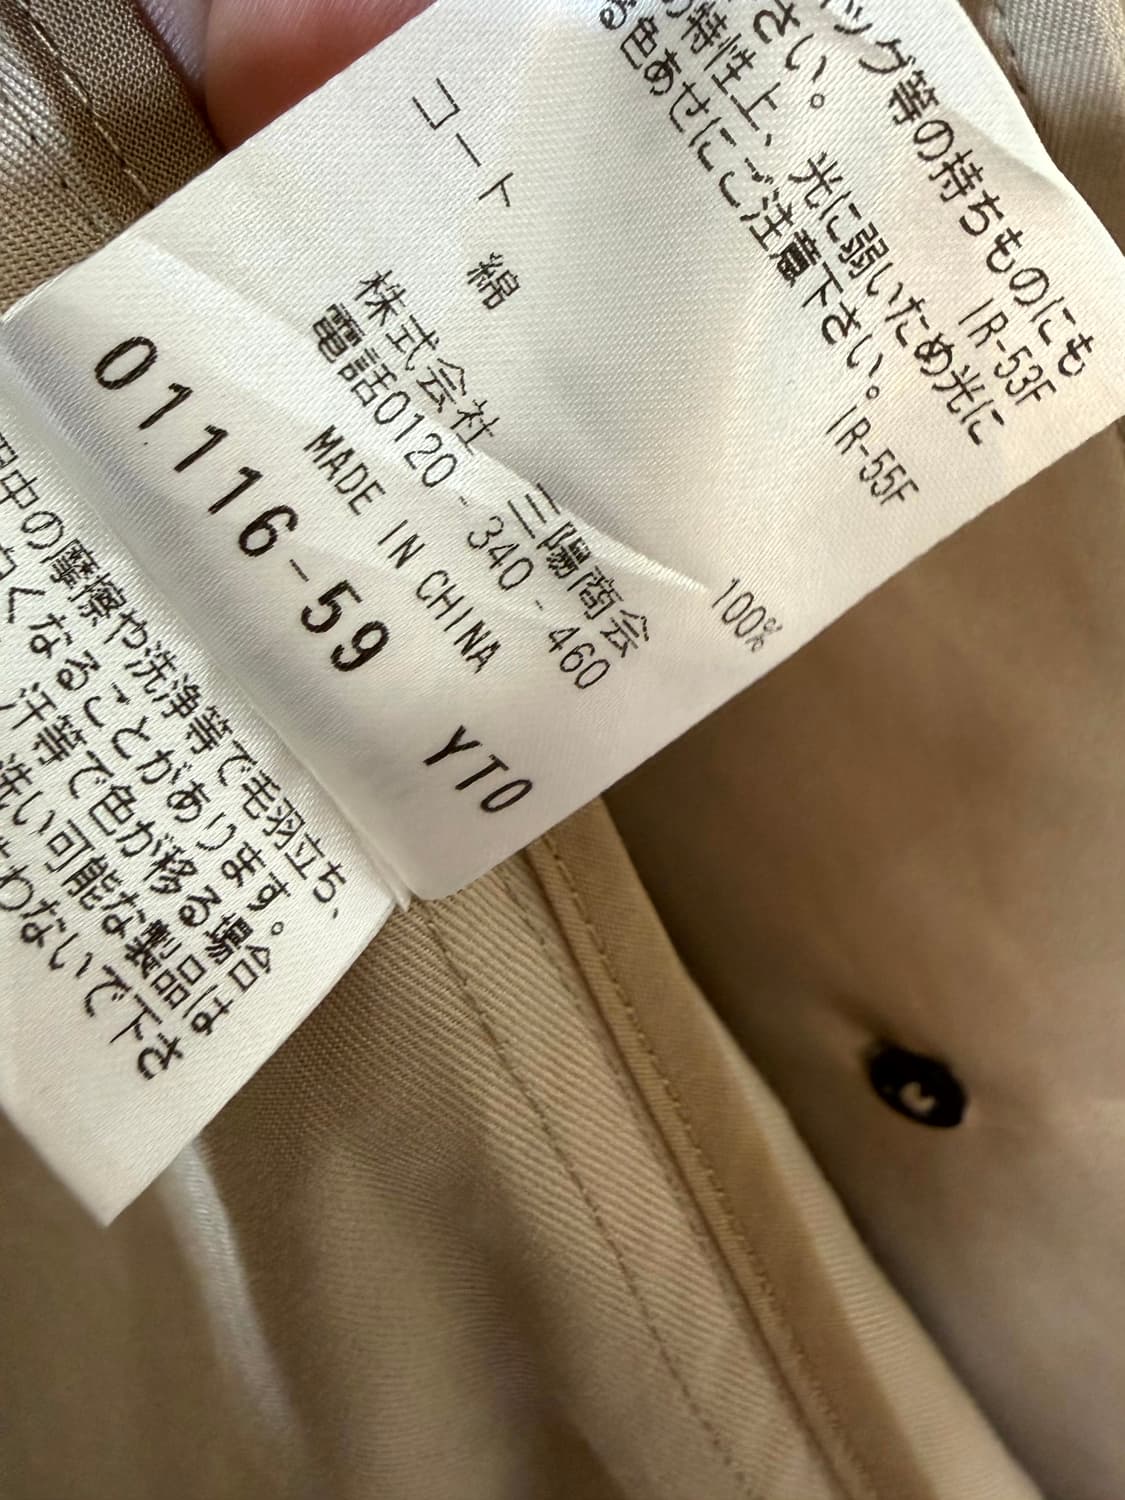 ッグ等の持ちものにも
さい。 IR-53F
の特性上、光に弱いため光に
色あせにご注意下さい。 IR-55F
コート 綿 100%
株式会社 三陽商会
電話0120-340-460
MADE IN CHINA
01116-59 YTO
用中の摩擦や洗浄等で毛羽立ち、
白くなることがあります。
汗等で色が移る場合は
洗い可能な製品は
わないで下さ